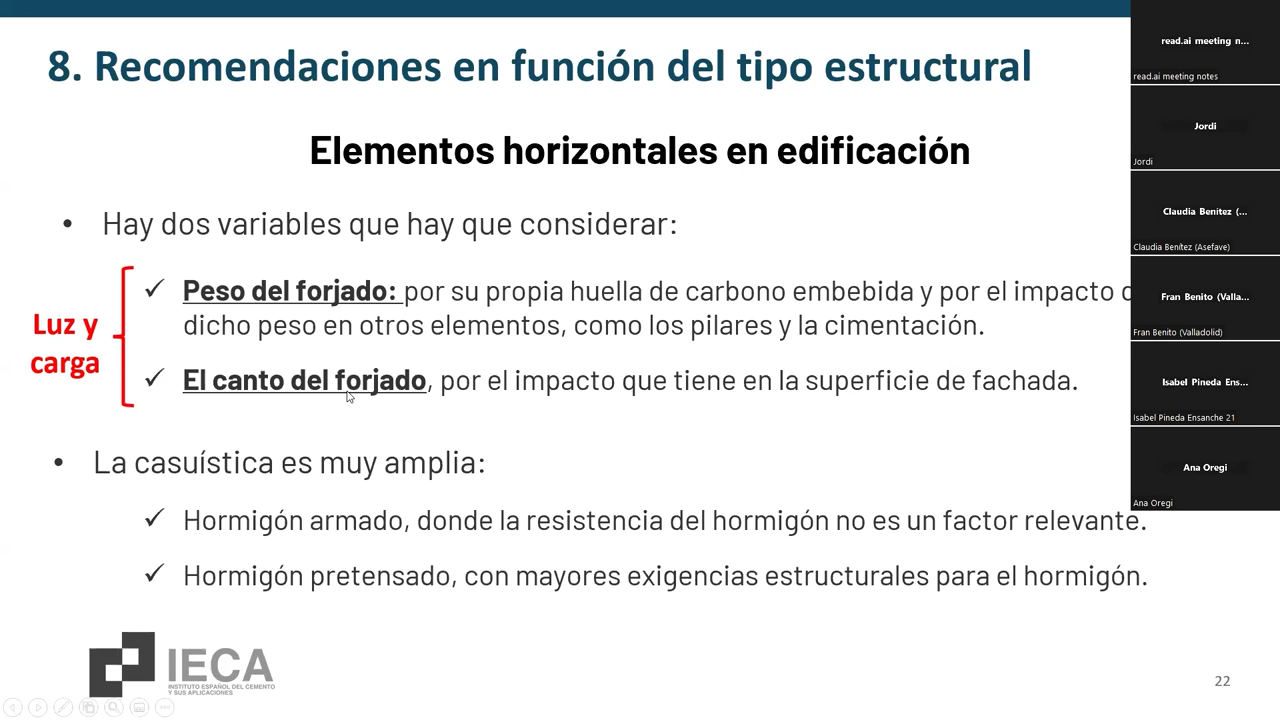 8. Recomendaciones en función del tipo estructural
Elementos horizontales en edificación
• Hay dos variables que hay que considerar:
Luz y
carga
✓ Peso del forjado: por su propia huella de carbono embebida y por el impacto
dicho peso en otros elementos, como los pilares y la cimentación.
✓ El canto del forjado, por el impacto que tiene en la superficie de fachada.
• La casuística es muy amplia:
✓ Hormigón armado, donde la resistencia del hormigón no es un factor relevante.
✓ Hormigón pretensado, con mayores exigencias estructurales para el hormigón.
IECA
INSTITUTO ESPAÑOL DEL CEMENTO
Y SUS APLICACIONES
22
read.ai meeting n...
read.ai meeting notes
Jordi
Jordi
Claudia Benitez (...
Claudia Benítez (Asefave)
Fran Benito (Valla...
Fran Benito (Valladolid)
Isabel Pineda Ens...
Isabel Pineda Ensanche 21
Ana Oregi
Ana Oregi